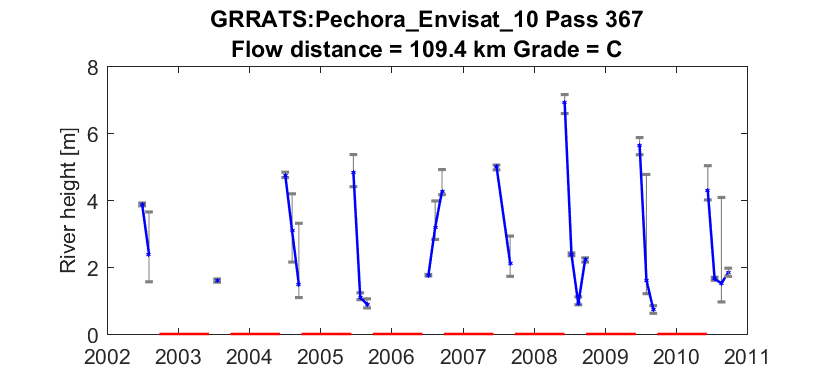 GRRATS:Pechora_Envisat_10 Pass 367
Flow distance = 109.4 km Grade = C
River height [m]
8
6
4
2
0
2002 2003 2004 2005 2006 2007 2008 2009 2010 2011